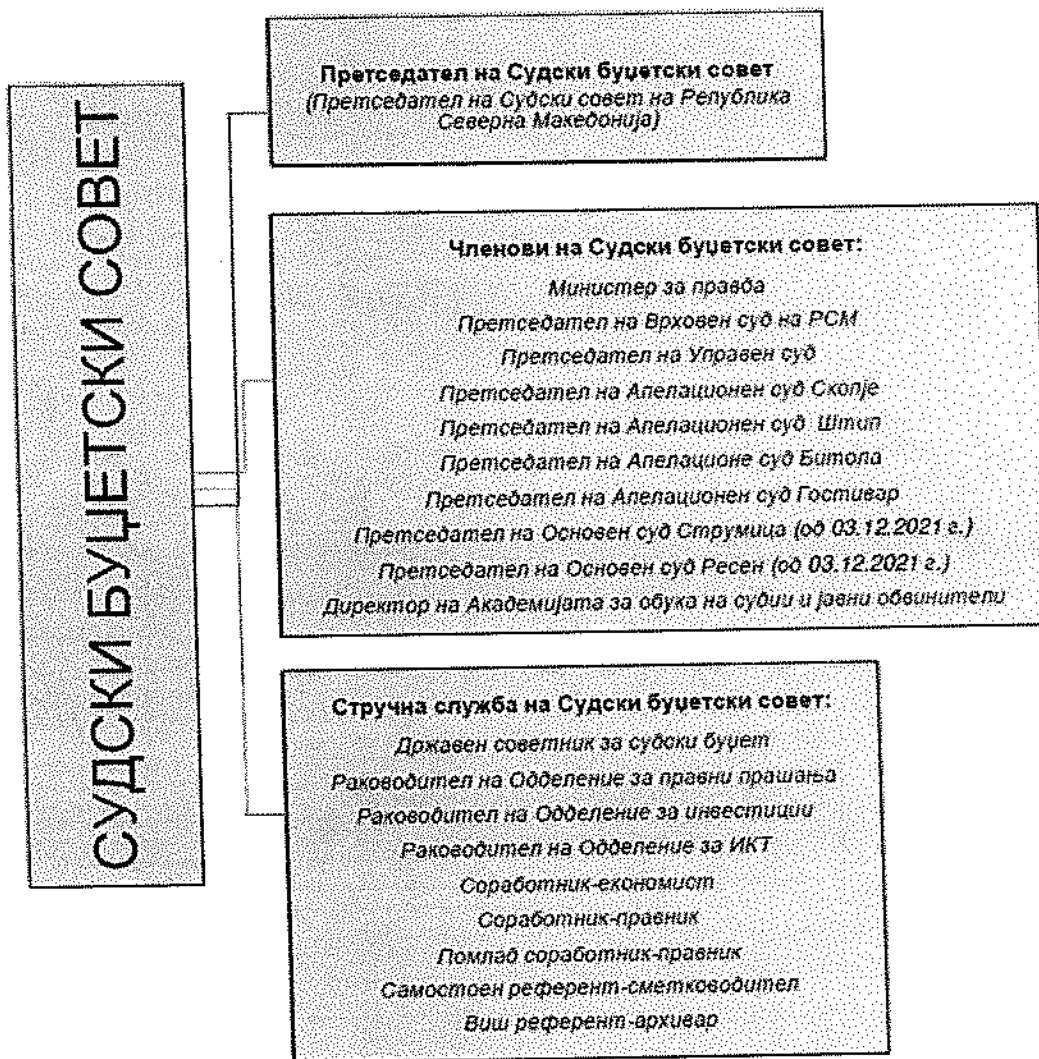 СУДСКИ БУЏЕТСКИ СОВЕТ
Претседател на Судски буџетски совет
(Претседател на Судски совет на Република
Северна Македонија)
Членови на Судски буџетски совет:
Министер за правда
Претседател на Врховен суд на РСМ
Претседател на Управен суд
Претседател на Апелационен суд Скопје
Претседател на Апелационен суд Штип
Претседател на Апелационе суд Битола
Претседател на Апелационен суд Гостивар
Претседател на Основен суд Струмица (од 03.12.2021 г.)
Претседател на Основен суд Ресен (од 03.12.2021 г.)
Директор на Академијата за обука на судии и јавни обвинители
Стручна служба на Судски буџетски совет:
Државен советник за судски буџет
Раководител на Одделение за правни прашања
Раководител на Одделение за инвестиции
Раководител на Одделение за ИКТ
Соработник-економист
Соработник-правник
Помлад соработник-правник
Самостоен референт-сметководител
Виш референт-архивар